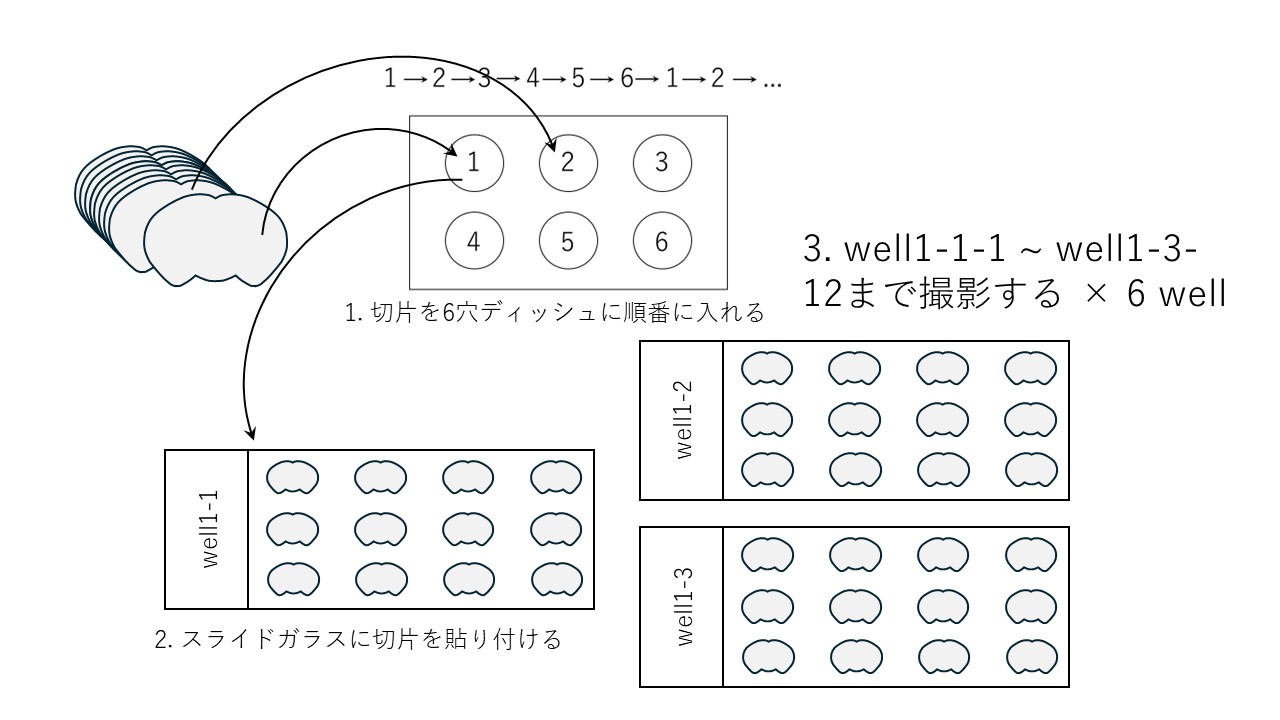 1→2→3→4→5→6→1→2→...
1 2 3
4 5 6
1. 切片を6穴ディッシュに順番に入れる
3. well1-1-1 ~ well1-3-
12まで撮影する × 6 well
well1-1
2. スライドガラスに切片を貼り付ける
well1-2
well1-3